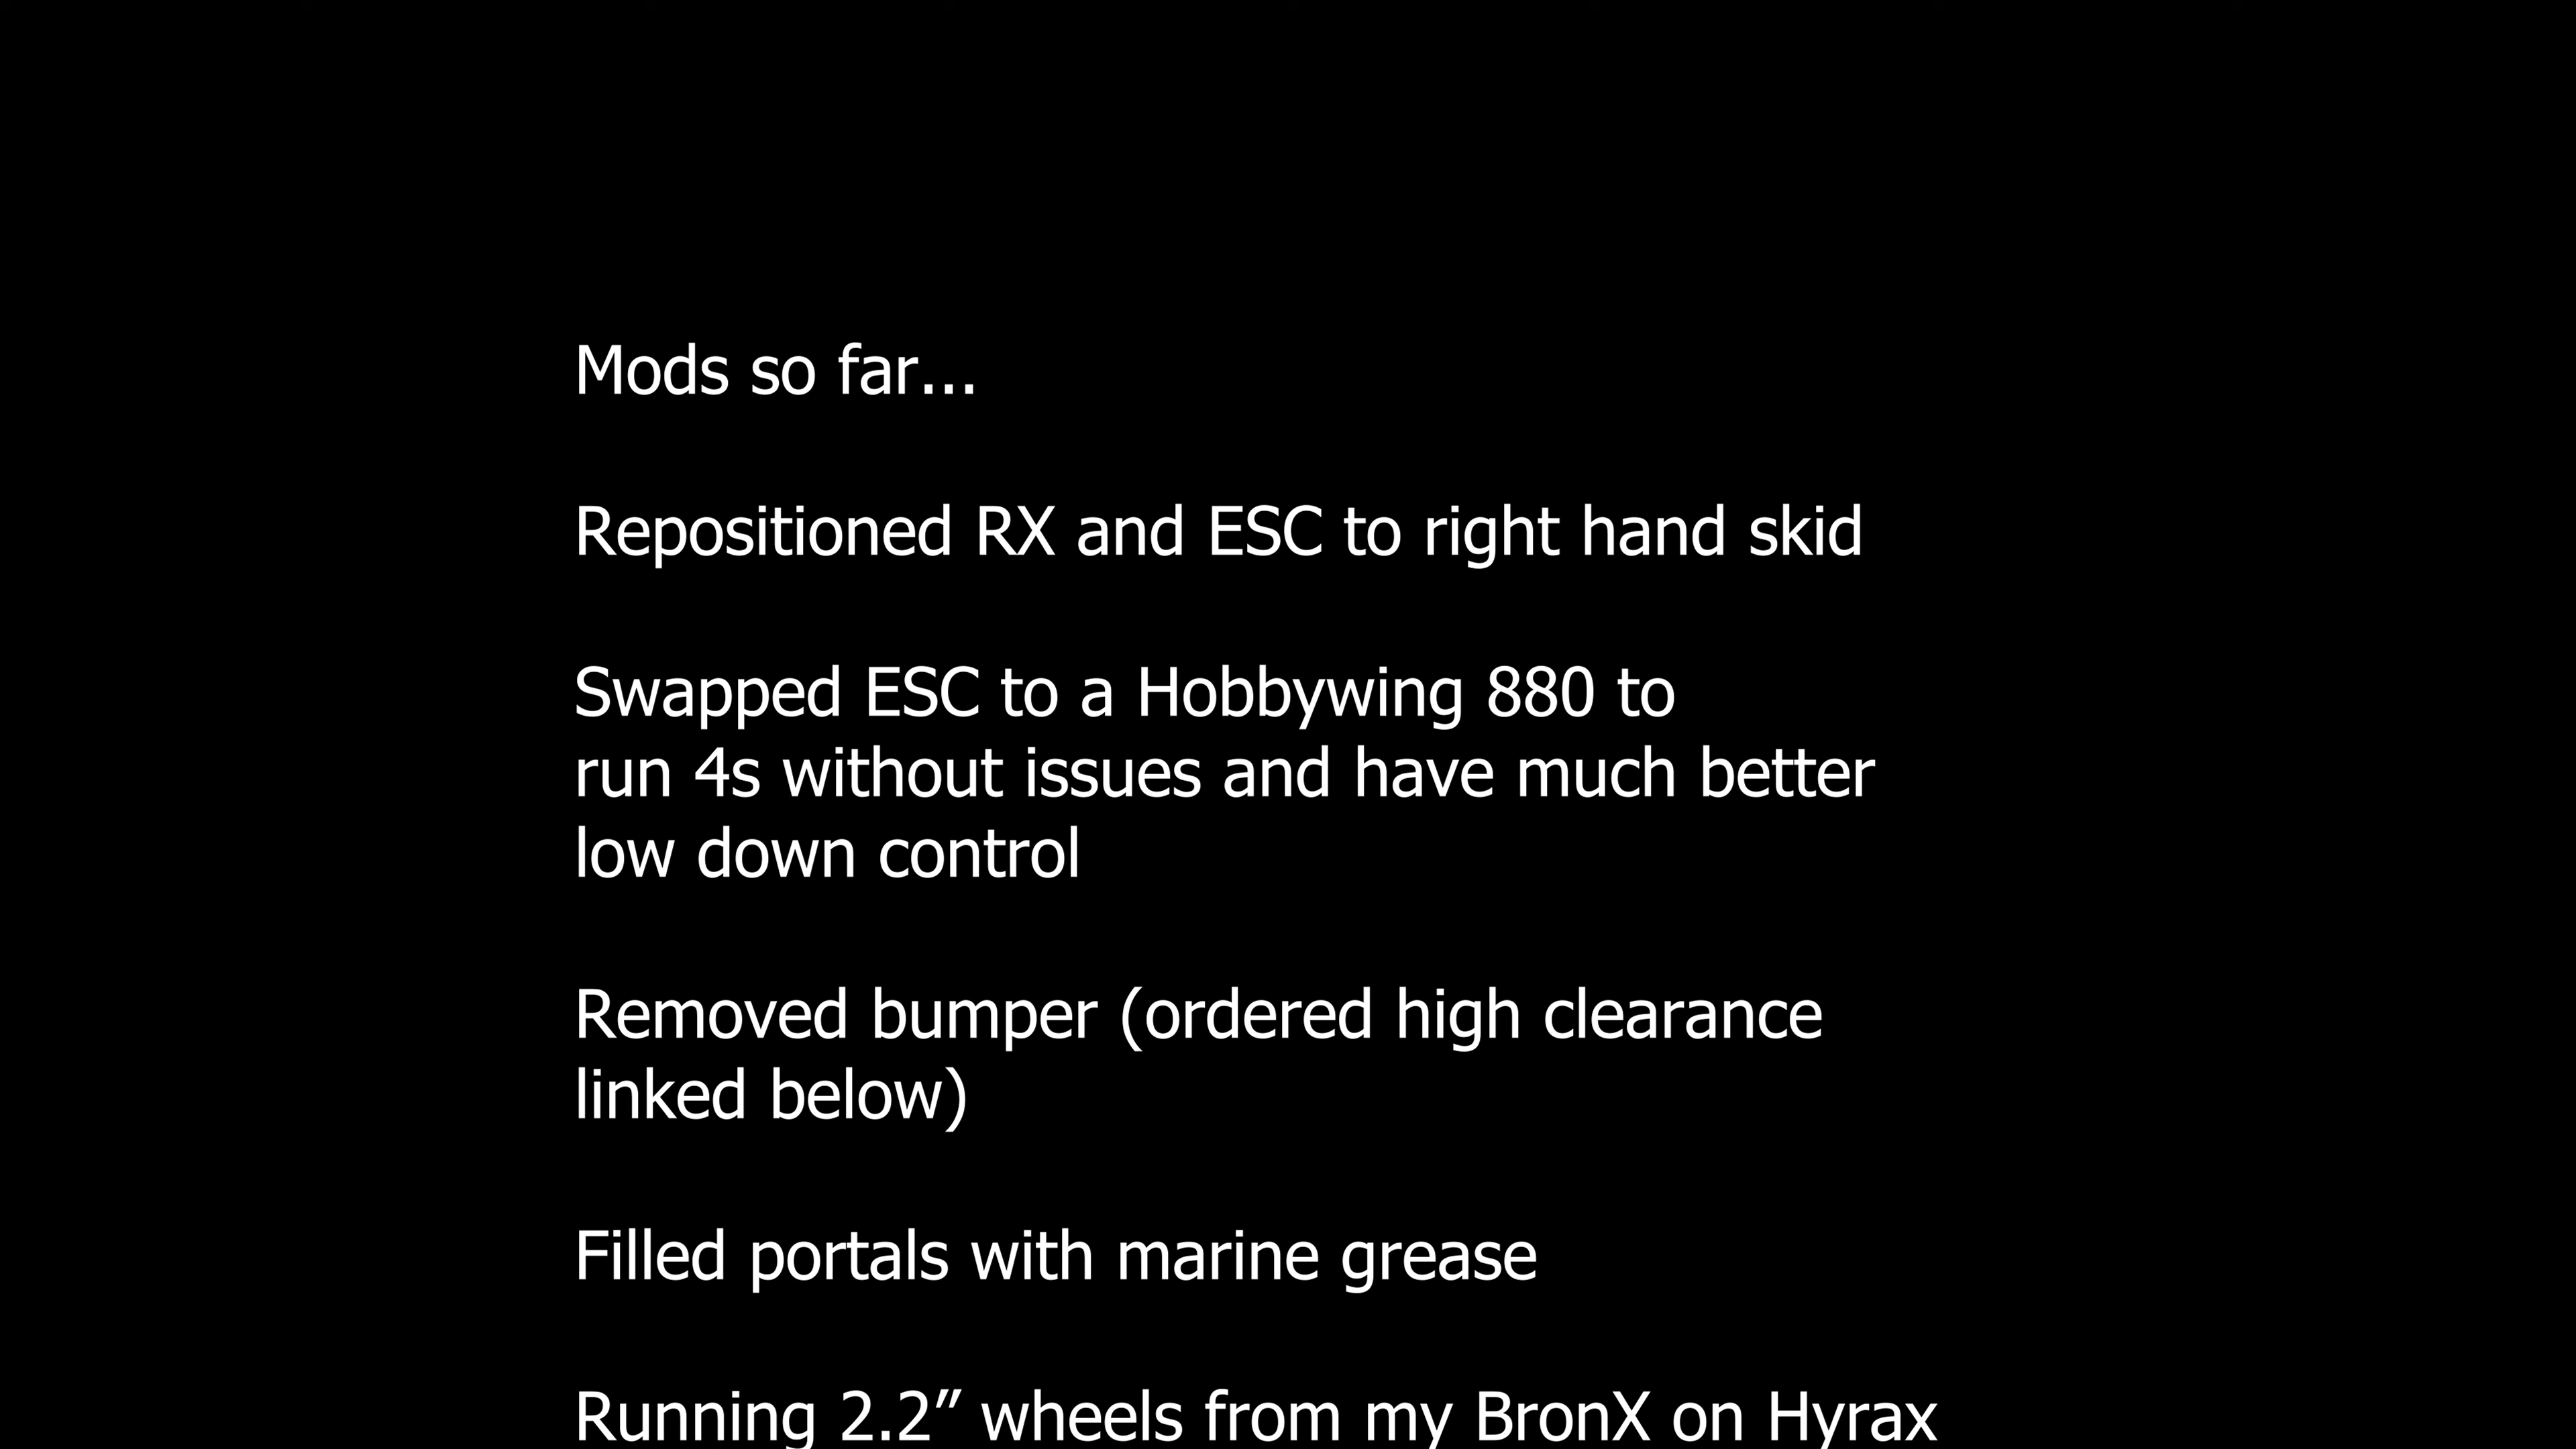 Mods so far...
Repositioned RX and ESC to right hand skid
Swapped ESC to a Hobbywing 880 to
run 4s without issues and have much better
low down control
Removed bumper (ordered high clearance
linked below)
Filled portals with marine grease
Running 2.2” wheels from my BronX on Hyrax